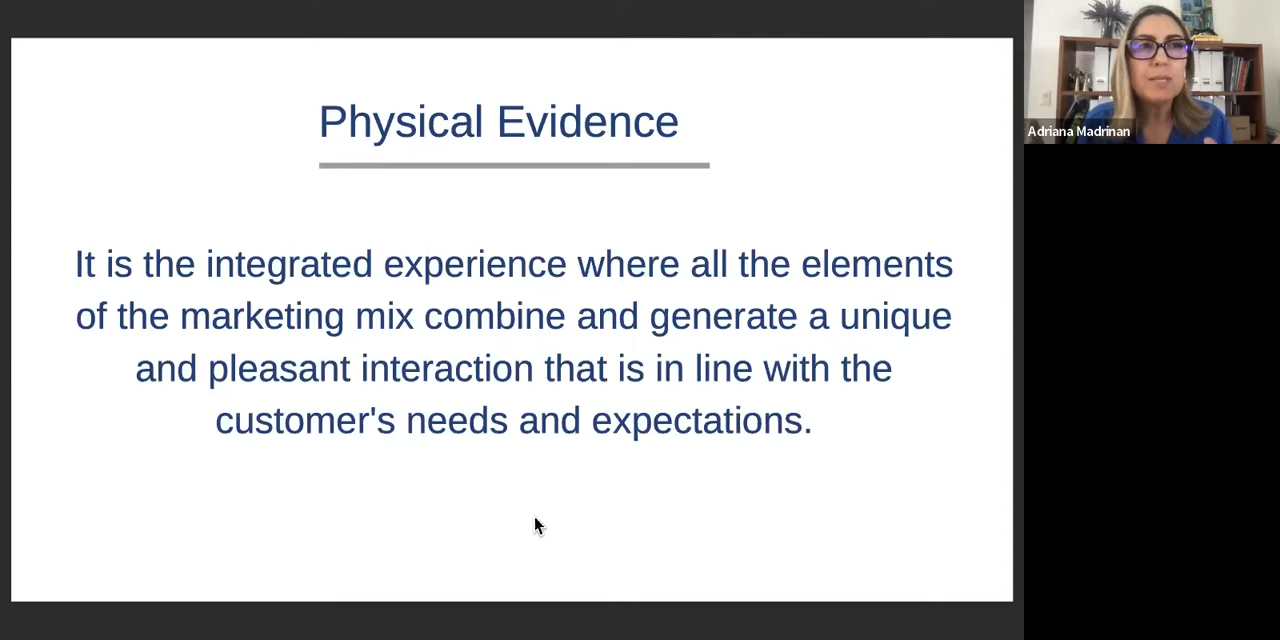 Physical Evidence
It is the integrated experience where all the elements
of the marketing mix combine and generate a unique
and pleasant interaction that is in line with the
customer's needs and expectations.
Adriana Madrinan